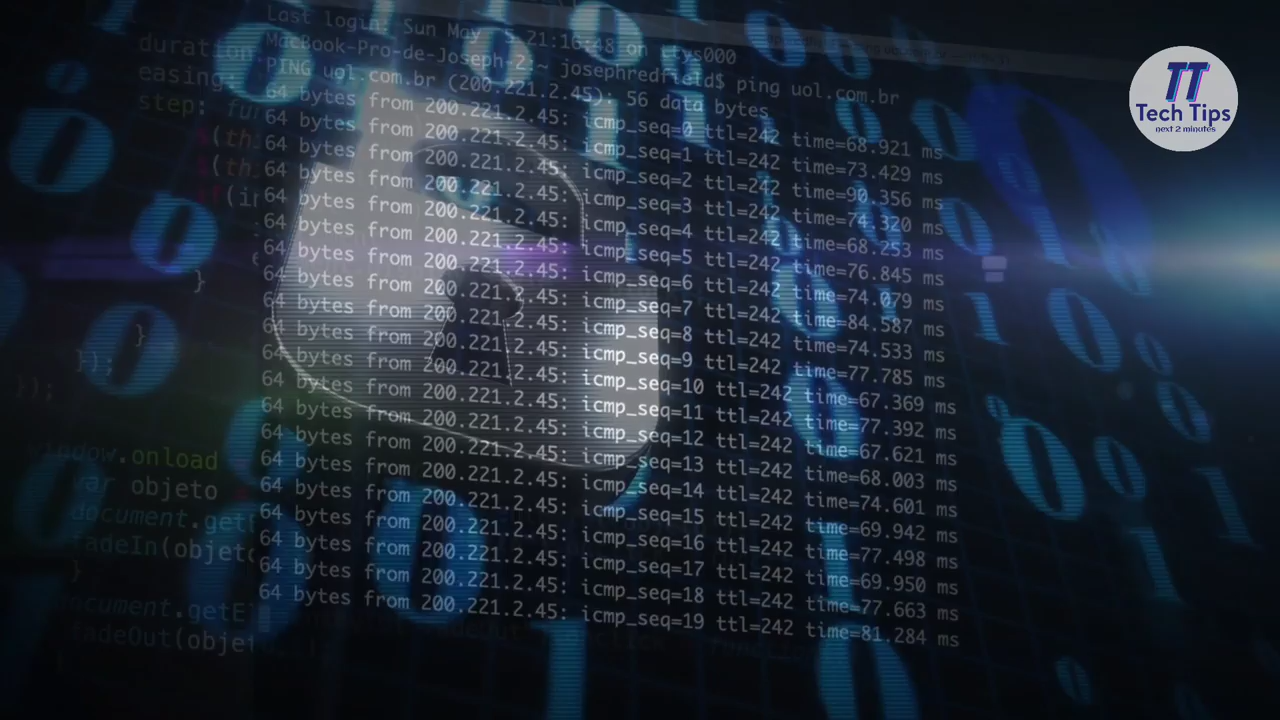 Last login: Sun May 21:16:48 on ttys000
MacBook-Pro-de-Joseph-2:~ josephredfield$ ping uol.com.br
PING uol.com.br (200.221.2.45): 56 data bytes
64 bytes from 200.221.2.45: icmp_seq=0 ttl=242 time=68.921 ms
64 bytes from 200.221.2.45: icmp_seq=1 ttl=242 time=73.429 ms
64 bytes from 200.221.2.45: icmp_seq=2 ttl=242 time=90.356 ms
64 bytes from 200.221.2.45: icmp_seq=3 ttl=242 time=74.320 ms
64 bytes from 200.221.2.45: icmp_seq=4 ttl=242 time=68.253 ms
64 bytes from 200.221.2.45: icmp_seq=5 ttl=242 time=76.845 ms
64 bytes from 200.221.2.45: icmp_seq=6 ttl=242 time=74.079 ms
64 bytes from 200.221.2.45: icmp_seq=7 ttl=242 time=84.587 ms
64 bytes from 200.221.2.45: icmp_seq=8 ttl=242 time=74.533 ms
64 bytes from 200.221.2.45: icmp_seq=9 ttl=242 time=77.785 ms
64 bytes from 200.221.2.45: icmp_seq=10 ttl=242 time=67.369 ms
64 bytes from 200.221.2.45: icmp_seq=11 ttl=242 time=77.392 ms
64 bytes from 200.221.2.45: icmp_seq=12 ttl=242 time=67.621 ms
64 bytes from 200.221.2.45: icmp_seq=13 ttl=242 time=68.003 ms
64 bytes from 200.221.2.45: icmp_seq=14 ttl=242 time=74.601 ms
64 bytes from 200.221.2.45: icmp_seq=15 ttl=242 time=69.942 ms
64 bytes from 200.221.2.45: icmp_seq=16 ttl=242 time=77.498 ms
64 bytes from 200.221.2.45: icmp_seq=17 ttl=242 time=69.950 ms
64 bytes from 200.221.2.45: icmp_seq=18 ttl=242 time=77.663 ms
64 bytes from 200.221.2.45: icmp_seq=19 ttl=242 time=81.284 ms
duration:
easing:
step: fun
(th
(th
if(in
}
}
});
});
window.onload
var objeto
document.getE
fadeIn(objeto
}
document.getE
fadeOut(objet
TT
Tech Tips
next 2 minutes